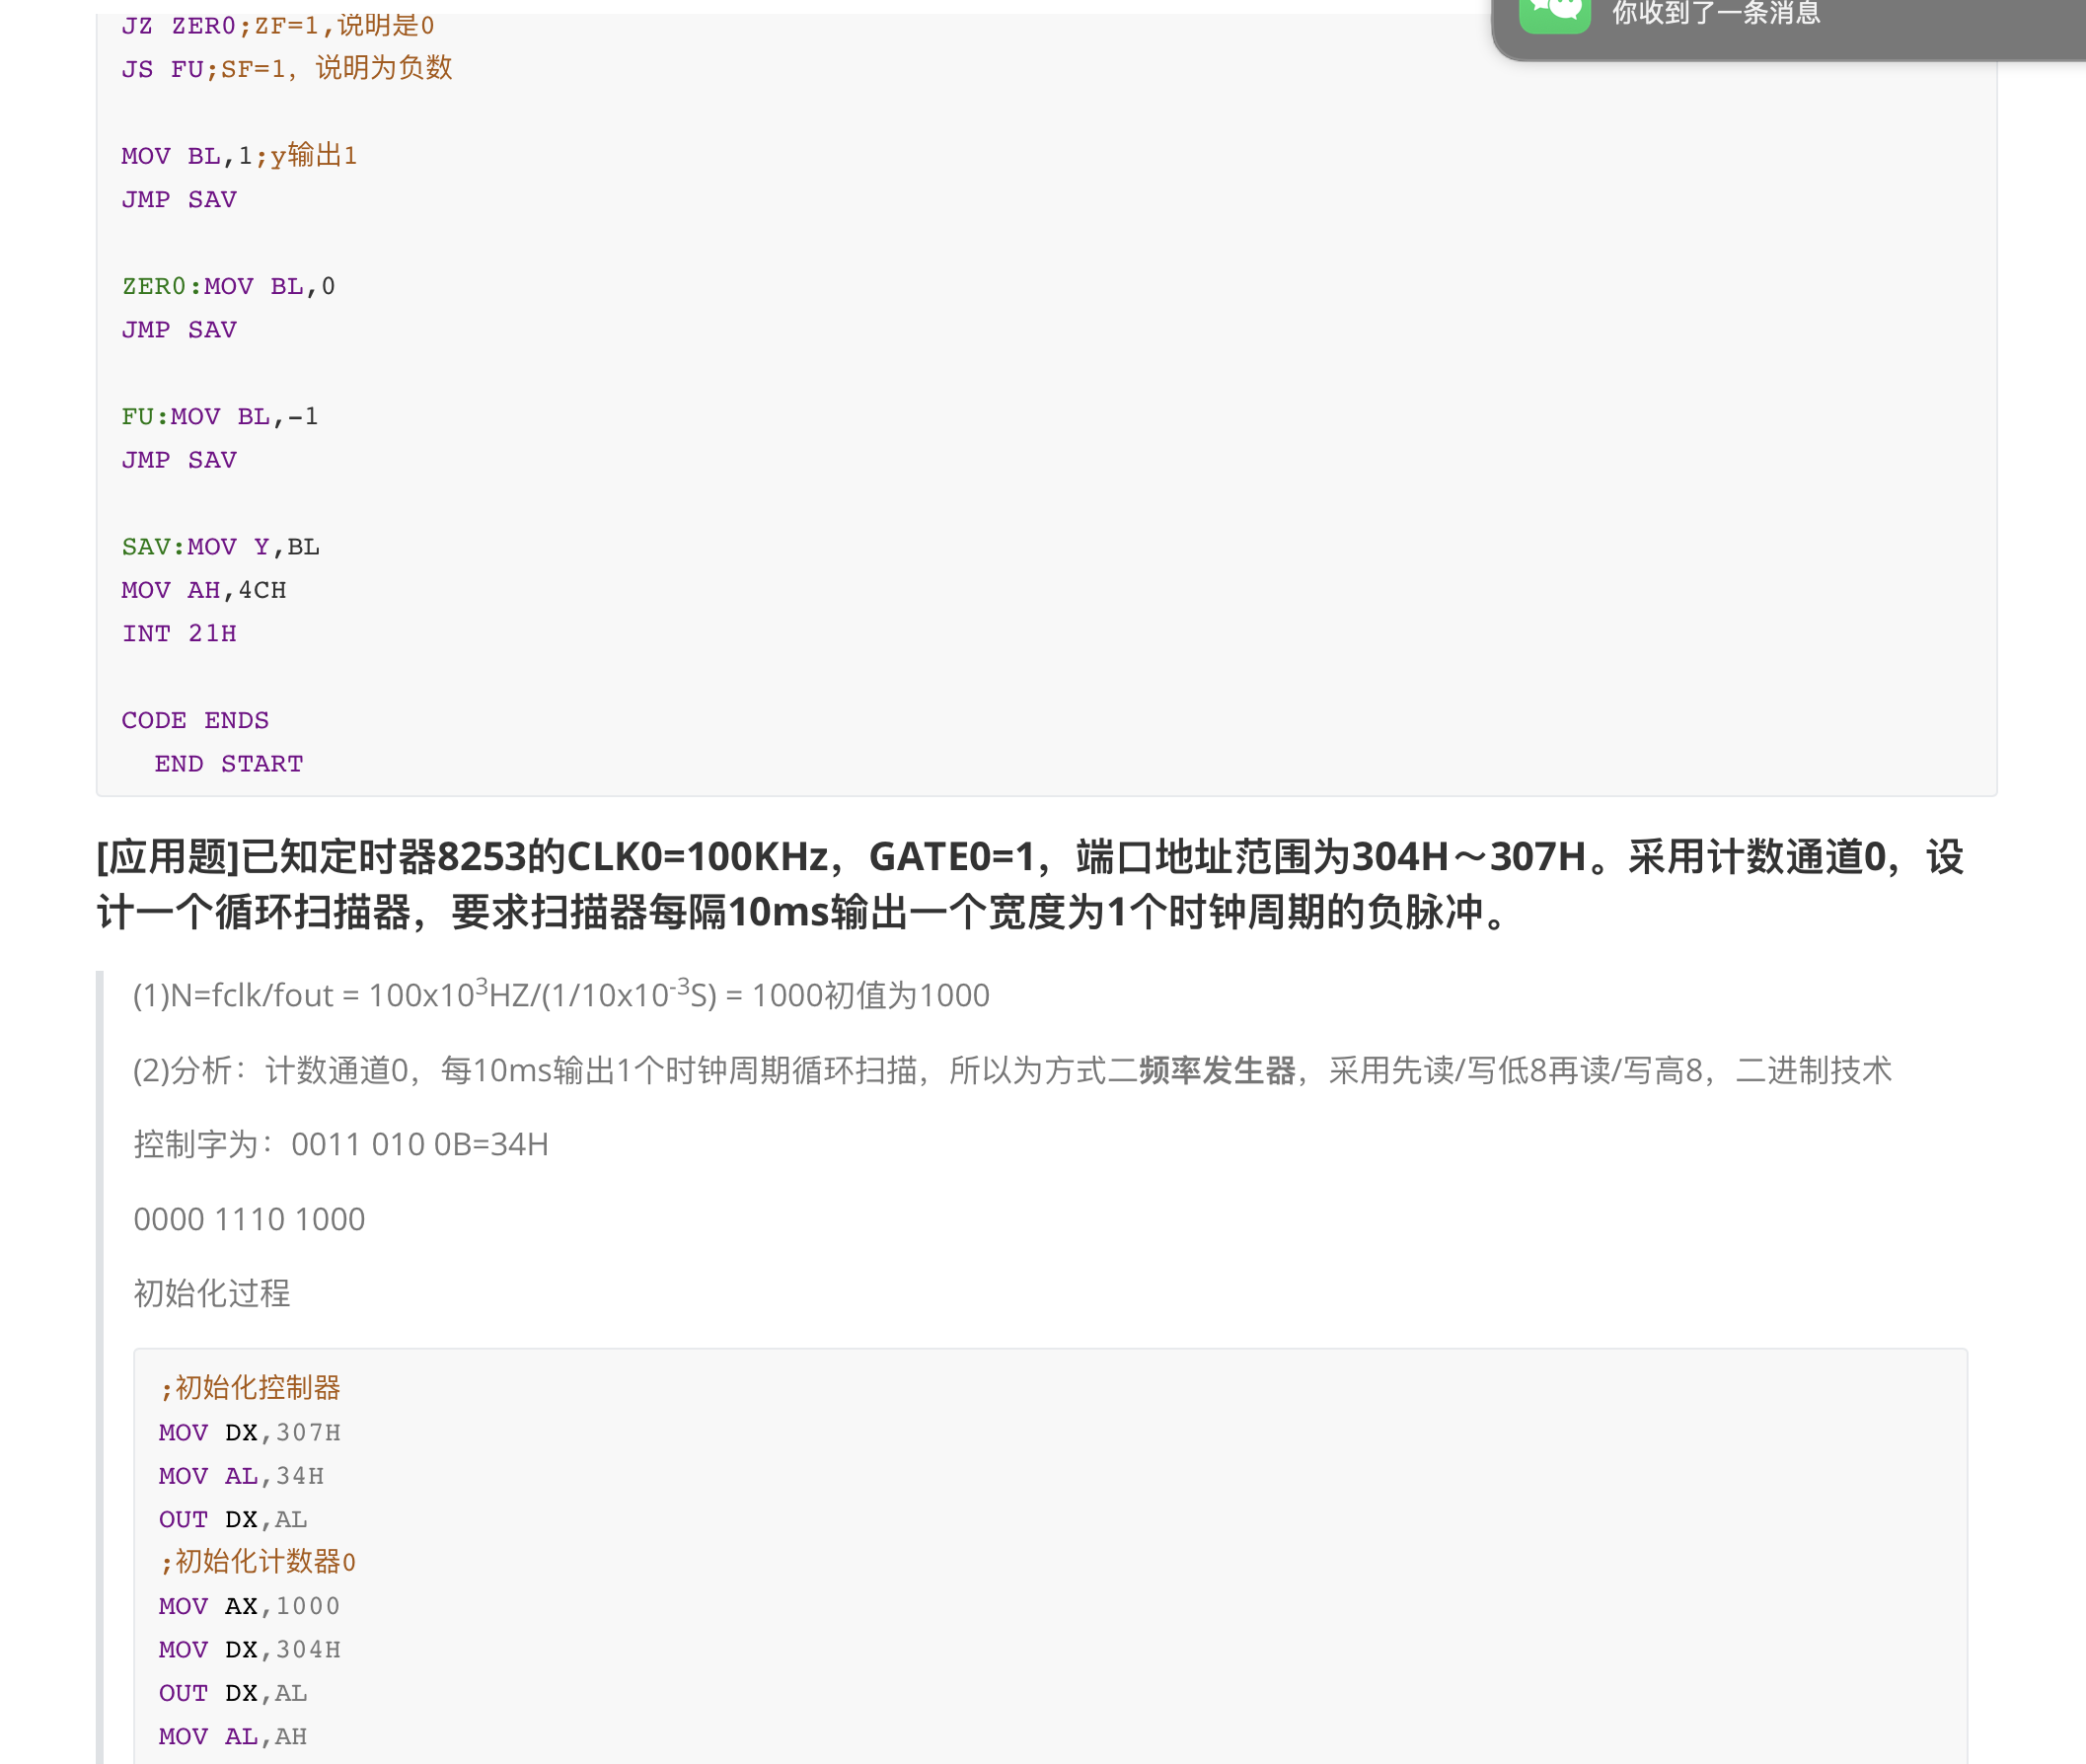 你收到了一条消息
JZ ZER0;ZF=1,说明是0
JS FU;SF=1，说明为负数
MOV BL,1;y输出1
JMP SAV
ZER0:MOV BL,0
JMP SAV
FU:MOV BL,-1
JMP SAV
SAV:MOV Y,BL
MOV AH,4CH
INT 21H
CODE ENDS
END START
[应用题]已知定时器8253的CLK0=100KHz，GATE0=1，端口地址范围为304H～307H。采用计数通道0，设
计一个循环扫描器，要求扫描器每隔10ms输出一个宽度为1个时钟周期的负脉冲。
(1)N=fclk/fout = 100x10³HZ/(1/10x10⁻³S) = 1000初值为1000
(2)分析：计数通道0，每10ms输出1个时钟周期循环扫描，所以为方式二频率发生器，采用先读/写低8再读/写高8，二进制技术
控制字为：0011 010 0B=34H
0000 1110 1000
初始化过程
;初始化控制器
MOV DX,307H
MOV AL,34H
OUT DX,AL
;初始化计数器0
MOV AX,1000
MOV DX,304H
OUT DX,AL
MOV AL,AH